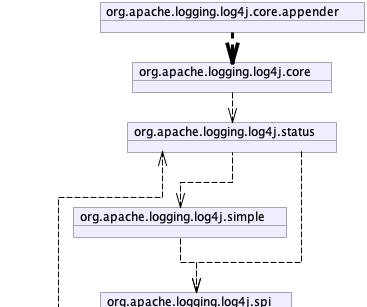 org.apache.logging.log4j.core.appender
org.apache.logging.log4j.core
org.apache.logging.log4j.status
org.apache.logging.log4j.simple
org.apache.logging.log4j.spi